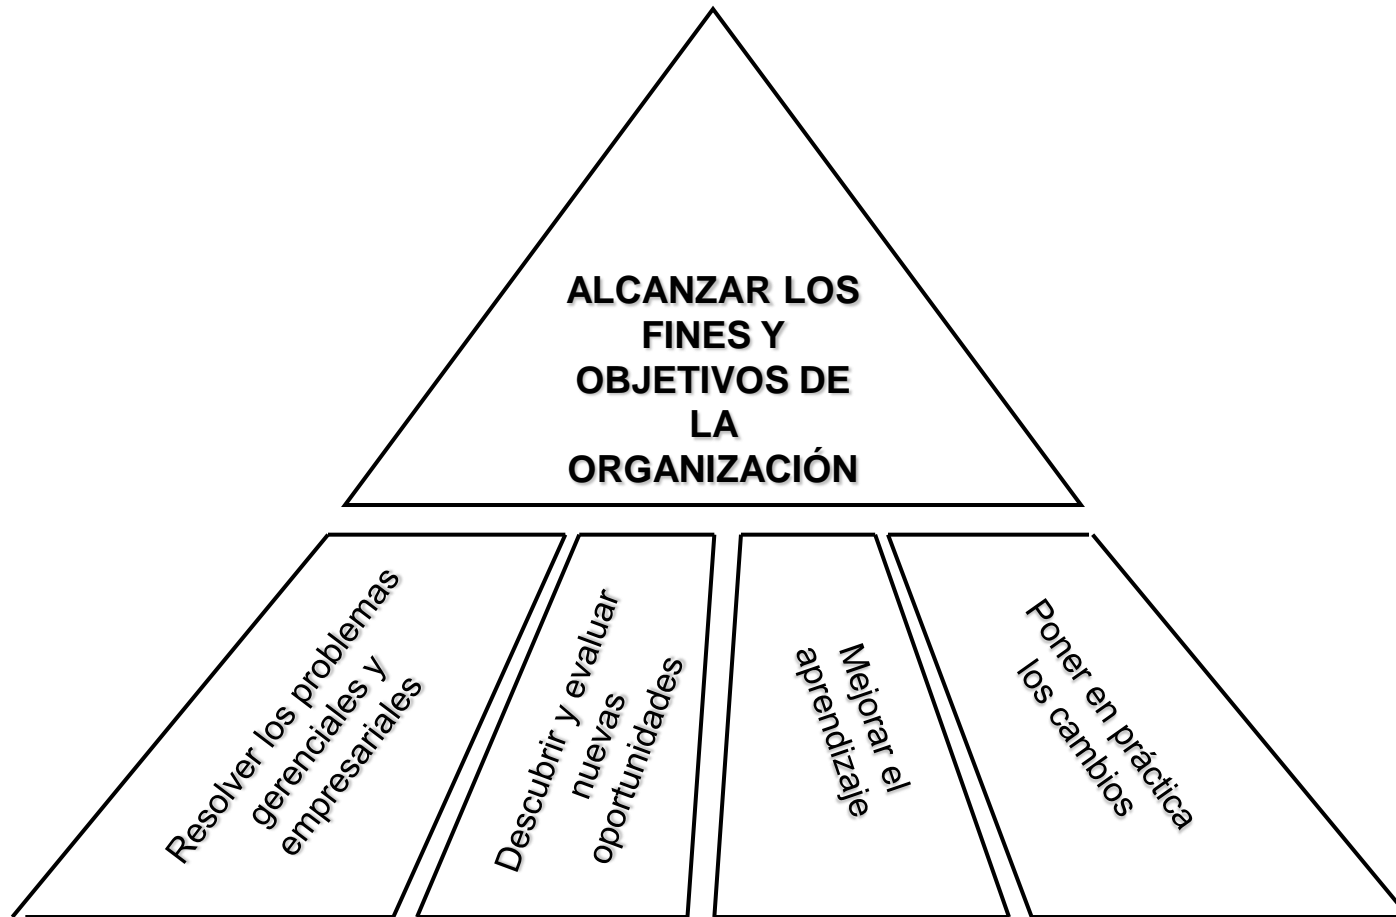 ALCANZAR LOS
FINES Y
OBJETIVOS DE
LA
ORGANIZACIÓN
Resolver los problemas
gerenciales y
empresariales
Descubrir y evaluar
nuevas
oportunidades
Mejorar el
aprendizaje
Poner en práctica
los cambios